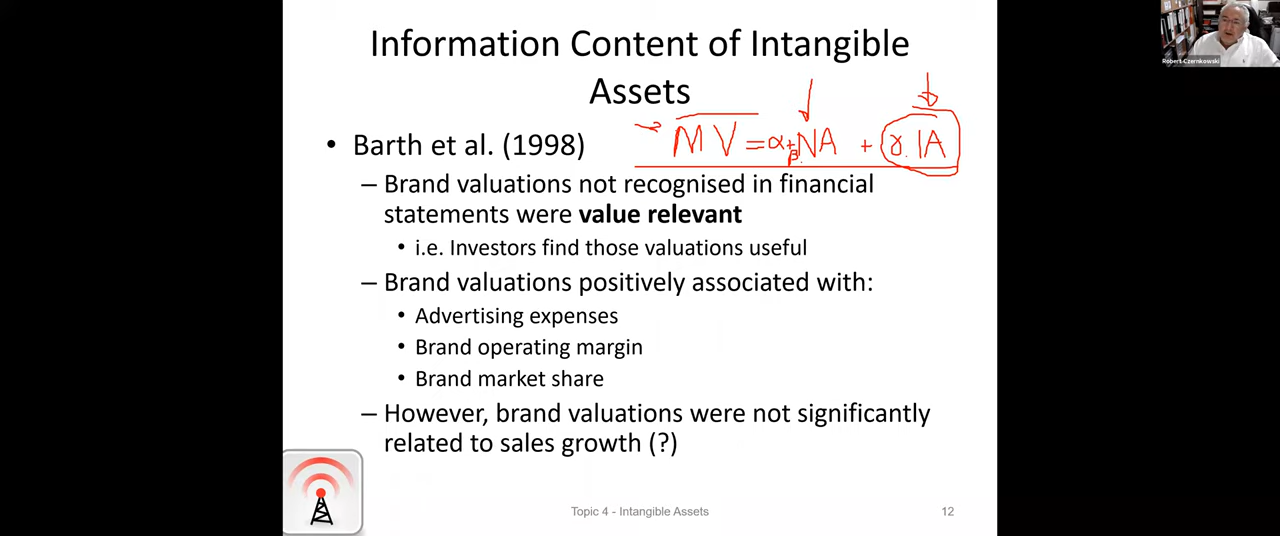 Information Content of Intangible
Assets
MV = α + β.NA + γ.IA
• Barth et al. (1998)
– Brand valuations not recognised in financial
statements were value relevant
• i.e. Investors find those valuations useful
– Brand valuations positively associated with:
• Advertising expenses
• Brand operating margin
• Brand market share
– However, brand valuations were not significantly
related to sales growth (?)
Topic 4 - Intangible Assets
12
Robert Czernkowski